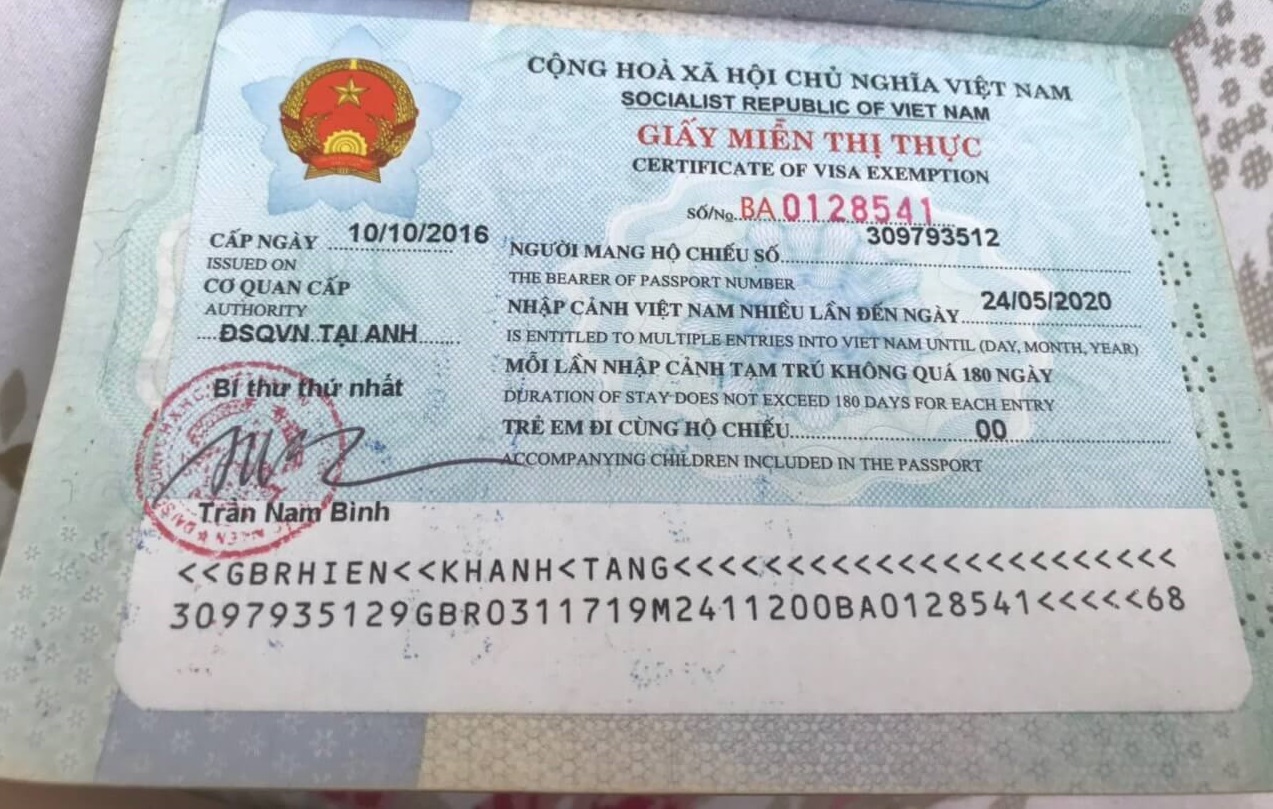 CỘNG HOÀ XÃ HỘI CHỦ NGHĨA VIỆT NAM
SOCIALIST REPUBLIC OF VIET NAM
GIẤY MIỄN THỊ THỰC
CERTIFICATE OF VISA EXEMPTION
SỐ/No. BA 0128541
CẤP NGÀY 10/10/2016
ISSUED ON
CƠ QUAN CẤP
AUTHORITY
ĐSQVN TẠI ANH
Bí thư thứ nhất
Trần Nam Bình
NGƯỜI MANG HỘ CHIẾU SỐ 309793512
THE BEARER OF PASSPORT NUMBER
NHẬP CẢNH VIỆT NAM NHIỀU LẦN ĐẾN NGÀY 24/05/2020
IS ENTITLED TO MULTIPLE ENTRIES INTO VIET NAM UNTIL (DAY, MONTH, YEAR)
MỖI LẦN NHẬP CẢNH TẠM TRÚ KHÔNG QUÁ 180 NGÀY
DURATION OF STAY DOES NOT EXCEED 180 DAYS FOR EACH ENTRY
TRẺ EM ĐI CÙNG HỘ CHIẾU 00
ACCOMPANYING CHILDREN INCLUDED IN THE PASSPORT
<<GBRHIEN<<KHANH<TANG<<<<<<<<<<<<<<<<<<<<<<<
3097935129GBR0311719M2411200BA0128541<<<<<68